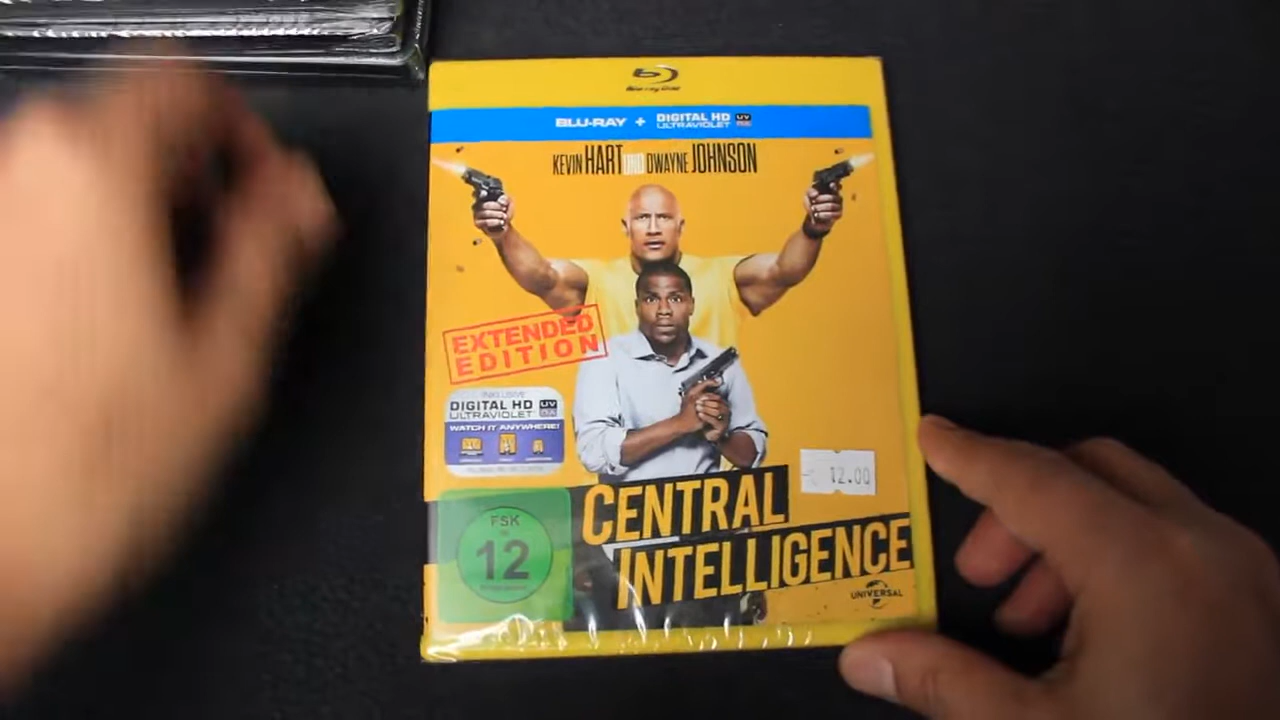 Blu-ray Disc
BLU-RAY + DIGITAL HD ULTRAVIOLET UV
KEVIN HART UND DWAYNE JOHNSON
EXTENDED
EDITION
INKLUSIVE
DIGITAL HD UV
ULTRAVIOLET
WATCH IT ANYWHERE!
FSK
12
12.00
CENTRAL
INTELLIGENCE
UNIVERSAL